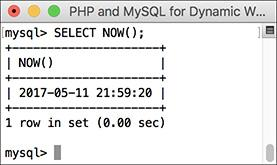 PHP and MySQL for Dynamic W...
mysql> SELECT NOW();
+---------------------+
| NOW()               |
+---------------------+
| 2017-05-11 21:59:20 |
+---------------------+
1 row in set (0.00 sec)
mysql>